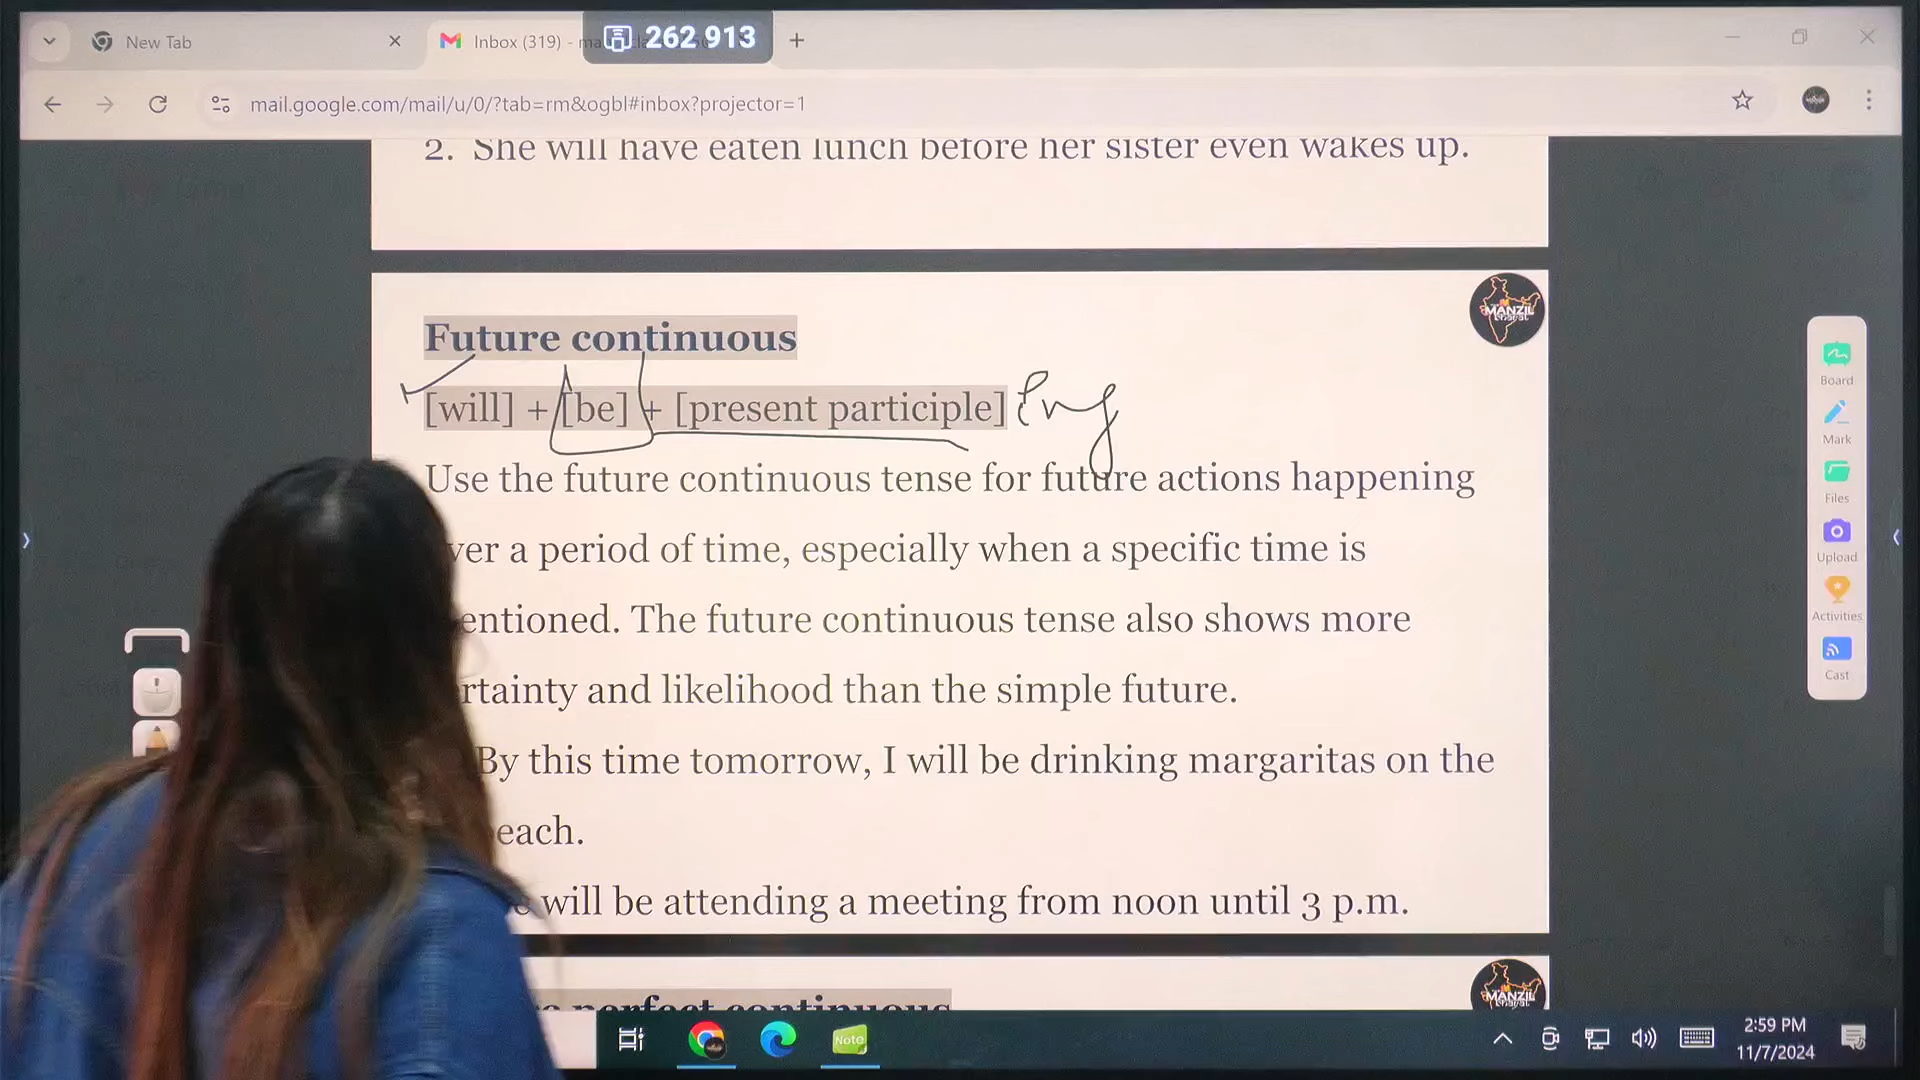 New Tab
Inbox (319) -
262 913
mail.google.com/mail/u/0/?tab=rm&ogbl#inbox?projector=1
2. She will have eaten lunch before her sister even wakes up.
MANZIL
Future continuous
[will] + [be] + [present participle] ing
Use the future continuous tense for future actions happening
ver a period of time, especially when a specific time is
entioned. The future continuous tense also shows more
rtainty and likelihood than the simple future.
By this time tomorrow, I will be drinking margaritas on the
each.
will be attending a meeting from noon until 3 p.m.
MANZIL
perfect continuous
Board
Mark
Files
Upload
Activities
Cast
Note
2:59 PM
11/7/2024